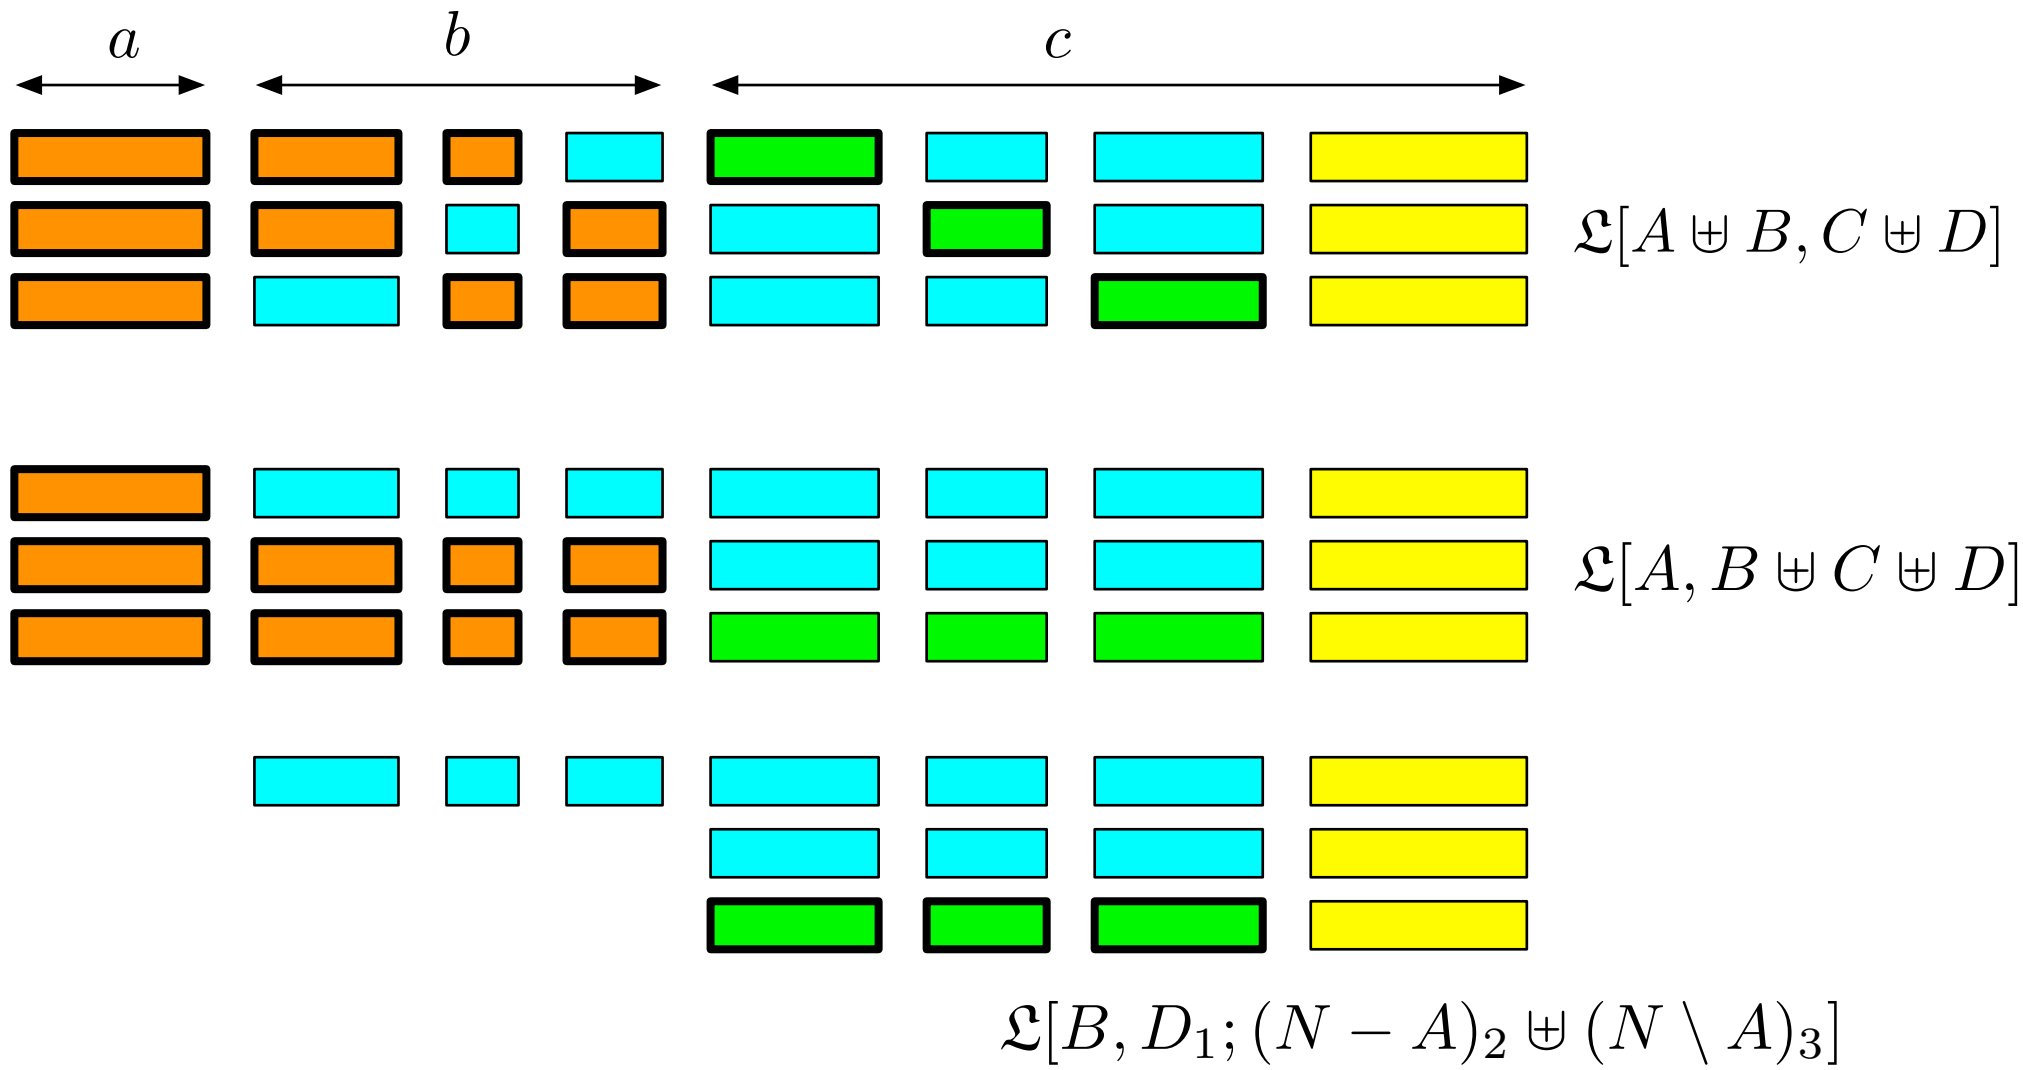 a b c
𝔏[A ⊎ B, C ⊎ D]
𝔏[A, B ⊎ C ⊎ D]
𝔏[B, D₁; (N − A)₂ ⊎ (N \ A)₃]